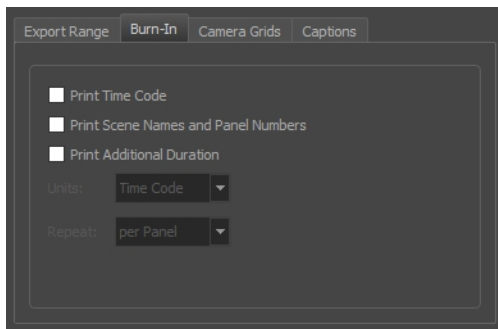 Export Range Burn-In Camera Grids Captions
Print Time Code
Print Scene Names and Panel Numbers
Print Additional Duration
Units: Time Code
Repeat: per Panel